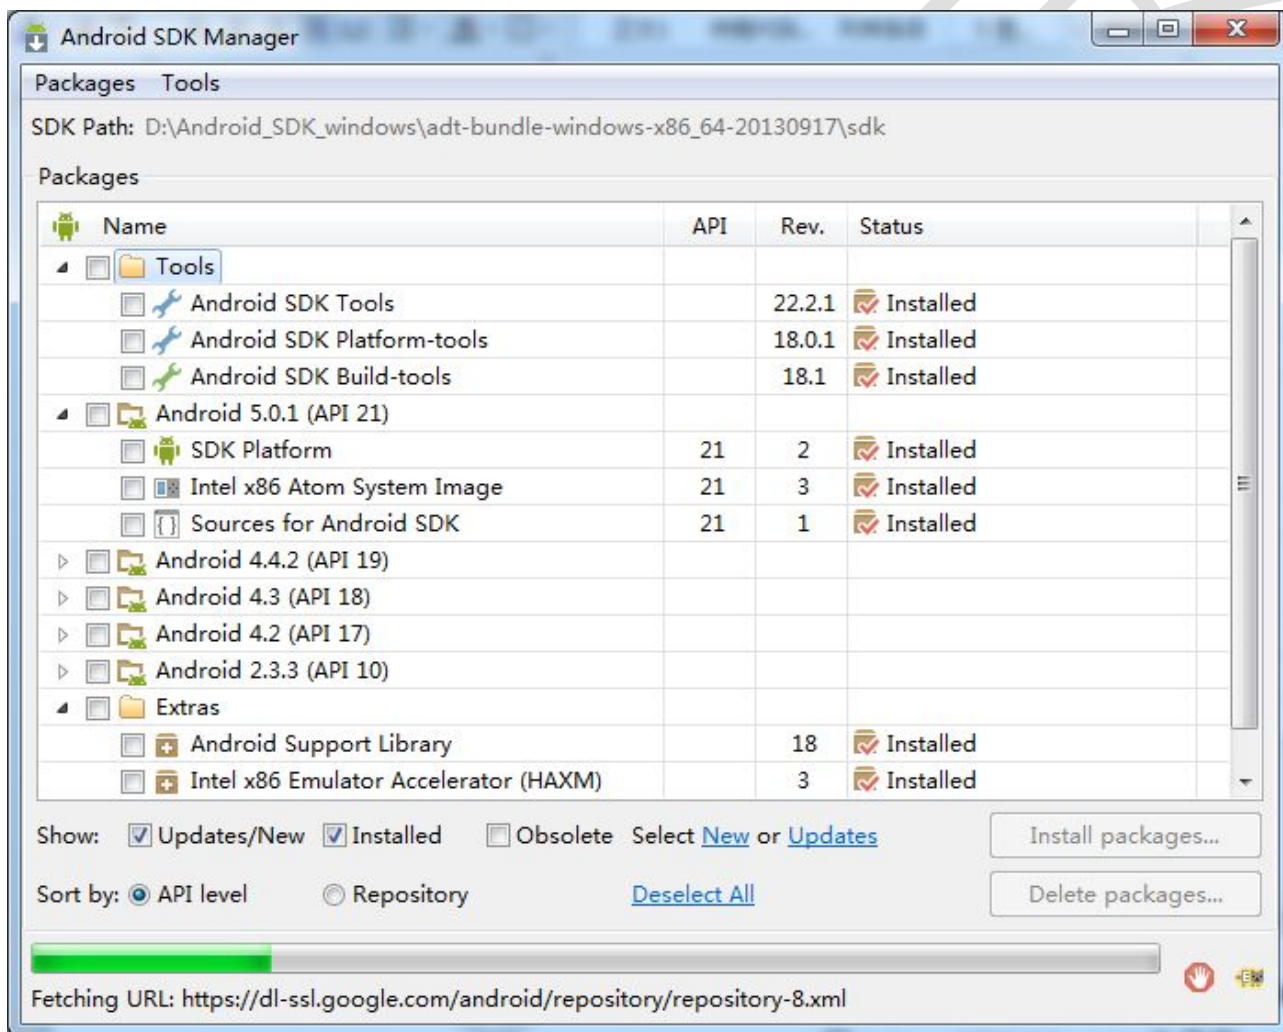 Android SDK Manager
Packages Tools
SDK Path: D:\Android_SDK_windows\adt-bundle-windows-x86_64-20130917\sdk
Packages
Name API Rev. Status
Tools
Android SDK Tools 22.2.1 Installed
Android SDK Platform-tools 18.0.1 Installed
Android SDK Build-tools 18.1 Installed
Android 5.0.1 (API 21)
SDK Platform 21 2 Installed
Intel x86 Atom System Image 21 3 Installed
Sources for Android SDK 21 1 Installed
Android 4.4.2 (API 19)
Android 4.3 (API 18)
Android 4.2 (API 17)
Android 2.3.3 (API 10)
Extras
Android Support Library 18 Installed
Intel x86 Emulator Accelerator (HAXM) 3 Installed
Show: Updates/New Installed Obsolete Select New or Updates Install packages...
Sort by: API level Repository Deselect All Delete packages...
Fetching URL: https://dl-ssl.google.com/android/repository/repository-8.xml